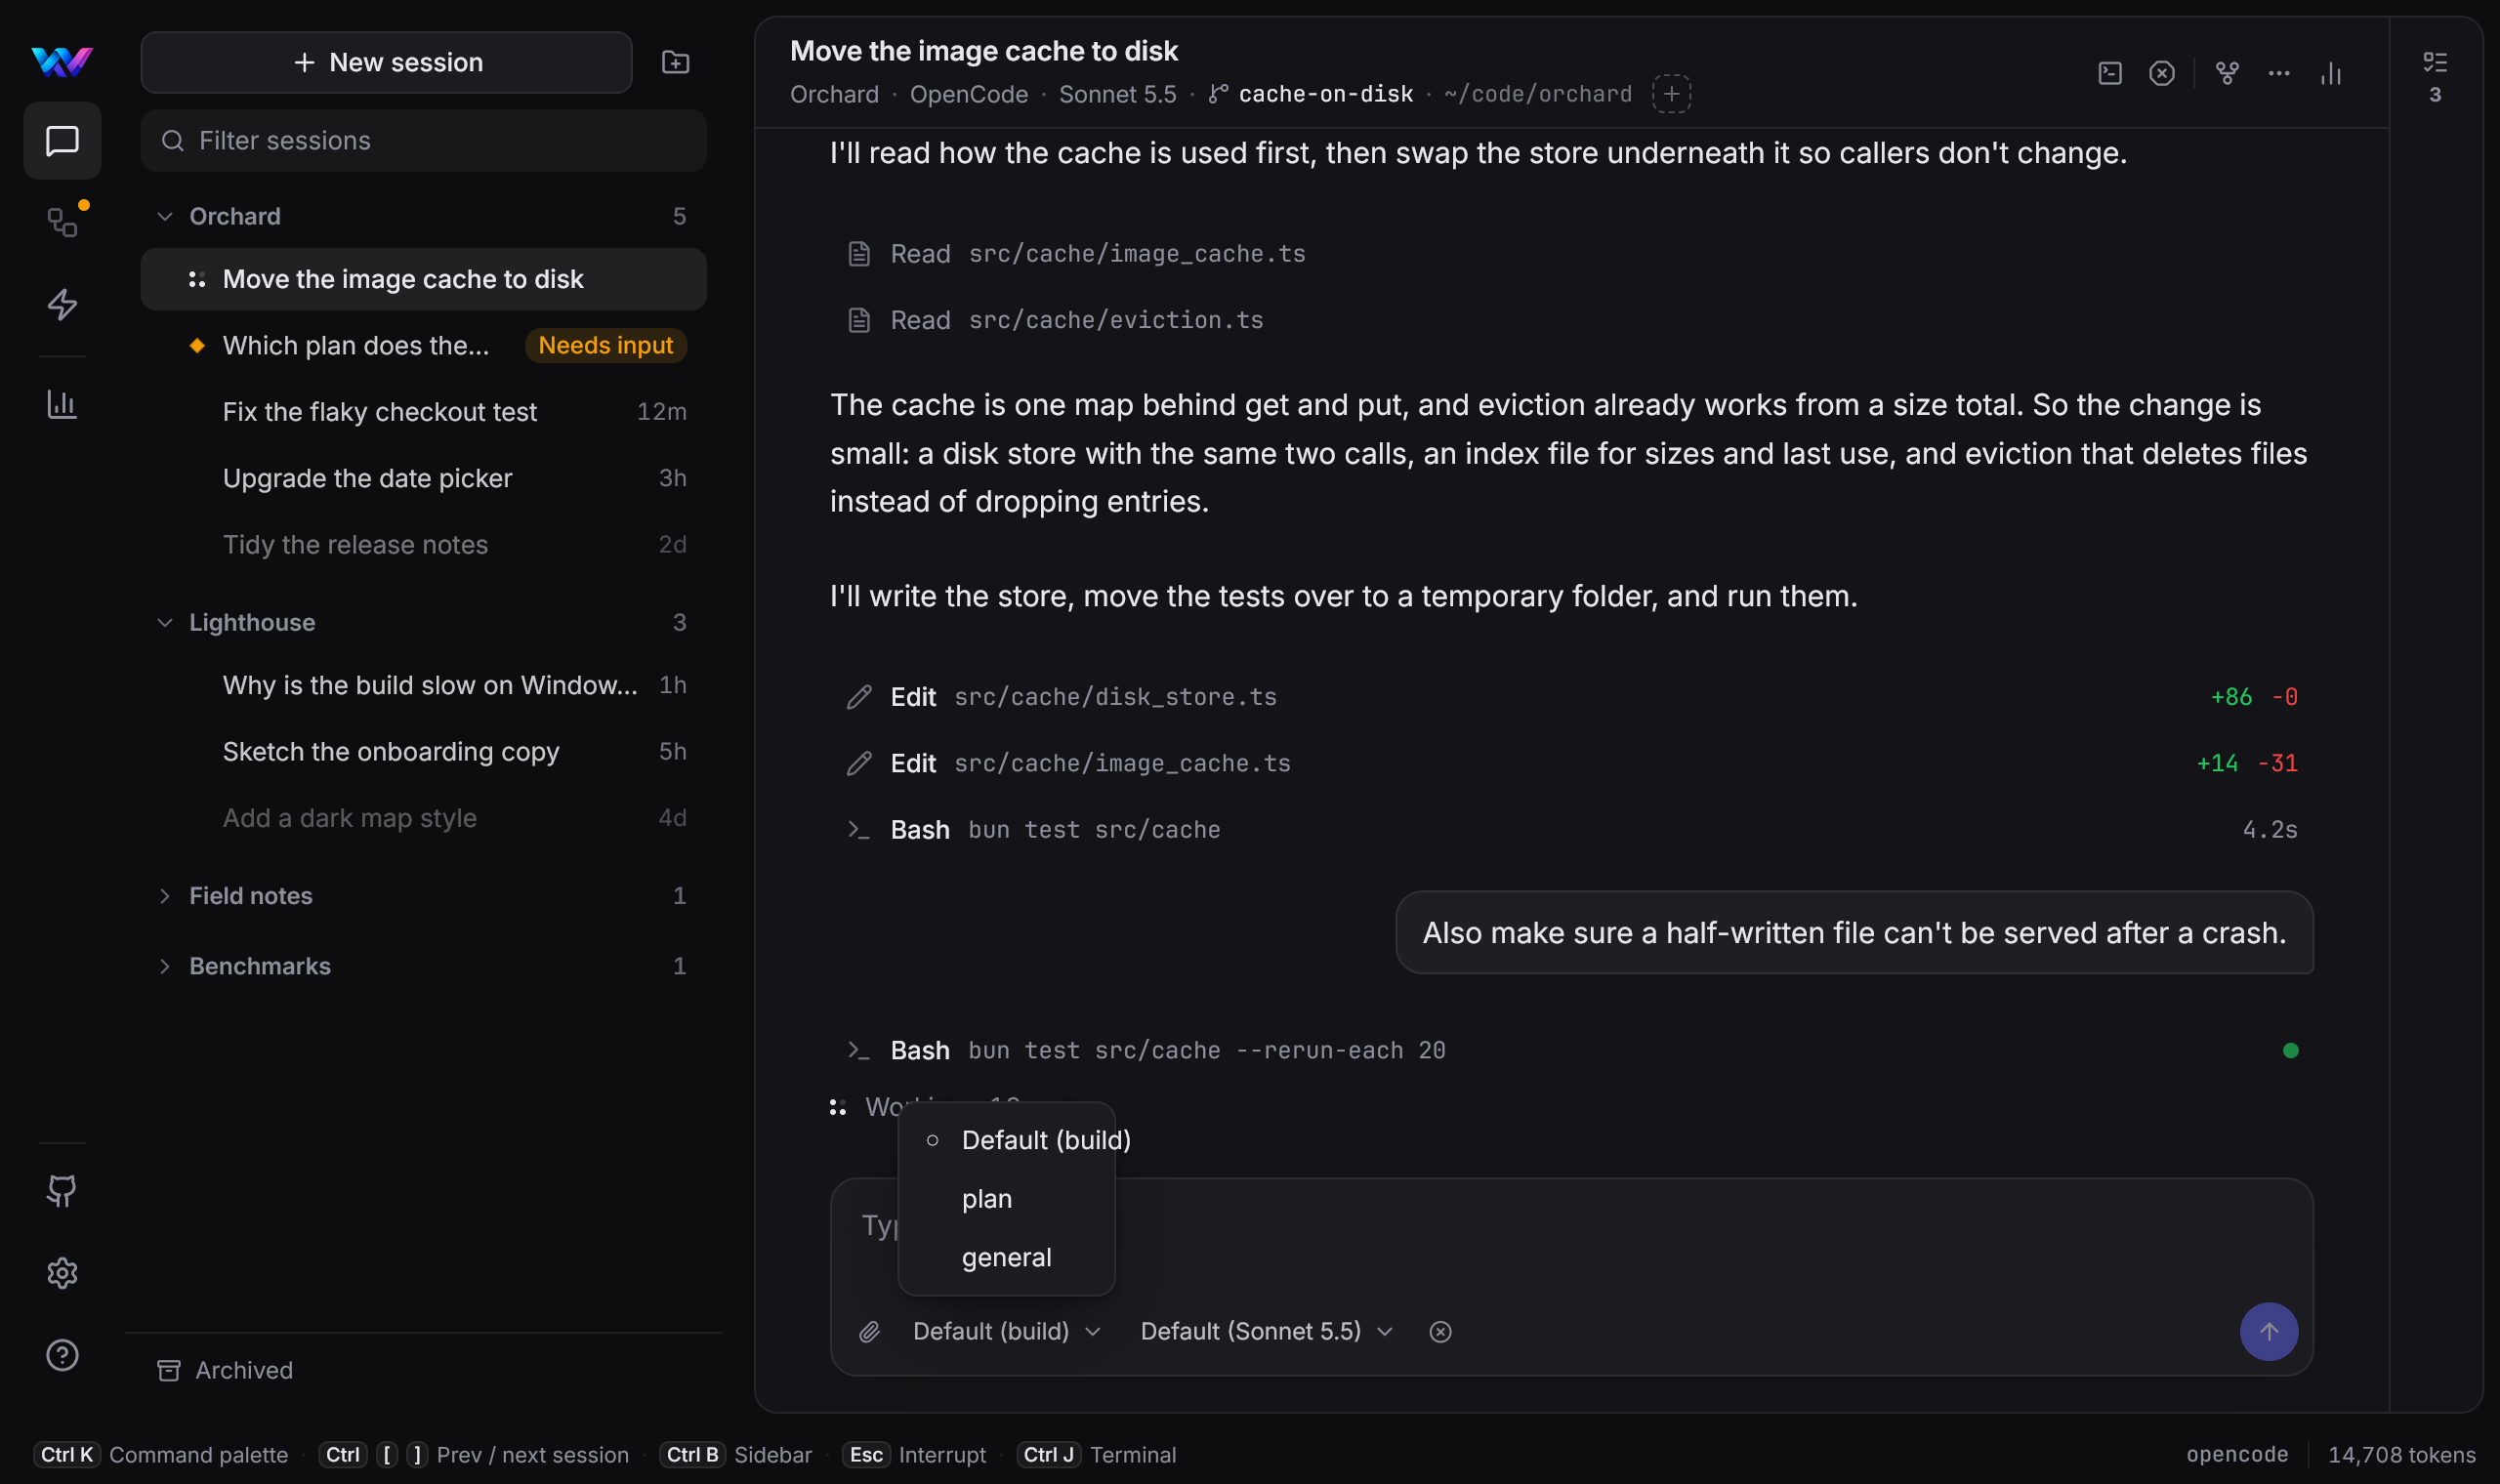 New session
Filter sessions
Orchard 5
Move the image cache to disk
Which plan does the... Needs input
Fix the flaky checkout test 12m
Upgrade the date picker 3h
Tidy the release notes 2d
Lighthouse 3
Why is the build slow on Window... 1h
Sketch the onboarding copy 5h
Add a dark map style 4d
Field notes 1
Benchmarks 1
Archived
Move the image cache to disk
Orchard · OpenCode · Sonnet 5.5 · cache-on-disk · ~/code/orchard
3
I'll read how the cache is used first, then swap the store underneath it so callers don't change.
Read src/cache/image_cache.ts
Read src/cache/eviction.ts
The cache is one map behind get and put, and eviction already works from a size total. So the change is
small: a disk store with the same two calls, an index file for sizes and last use, and eviction that deletes files
instead of dropping entries.
I'll write the store, move the tests over to a temporary folder, and run them.
Edit src/cache/disk_store.ts +86 -0
Edit src/cache/image_cache.ts +14 -31
Bash bun test src/cache 4.2s
Also make sure a half-written file can't be served after a crash.
Bash bun test src/cache --rerun-each 20
Default (build)
plan
general
Default (build) Default (Sonnet 5.5)
Ctrl K Command palette · Ctrl [ ] Prev / next session · Ctrl B Sidebar · Esc Interrupt · Ctrl J Terminal
opencode 14,708 tokens